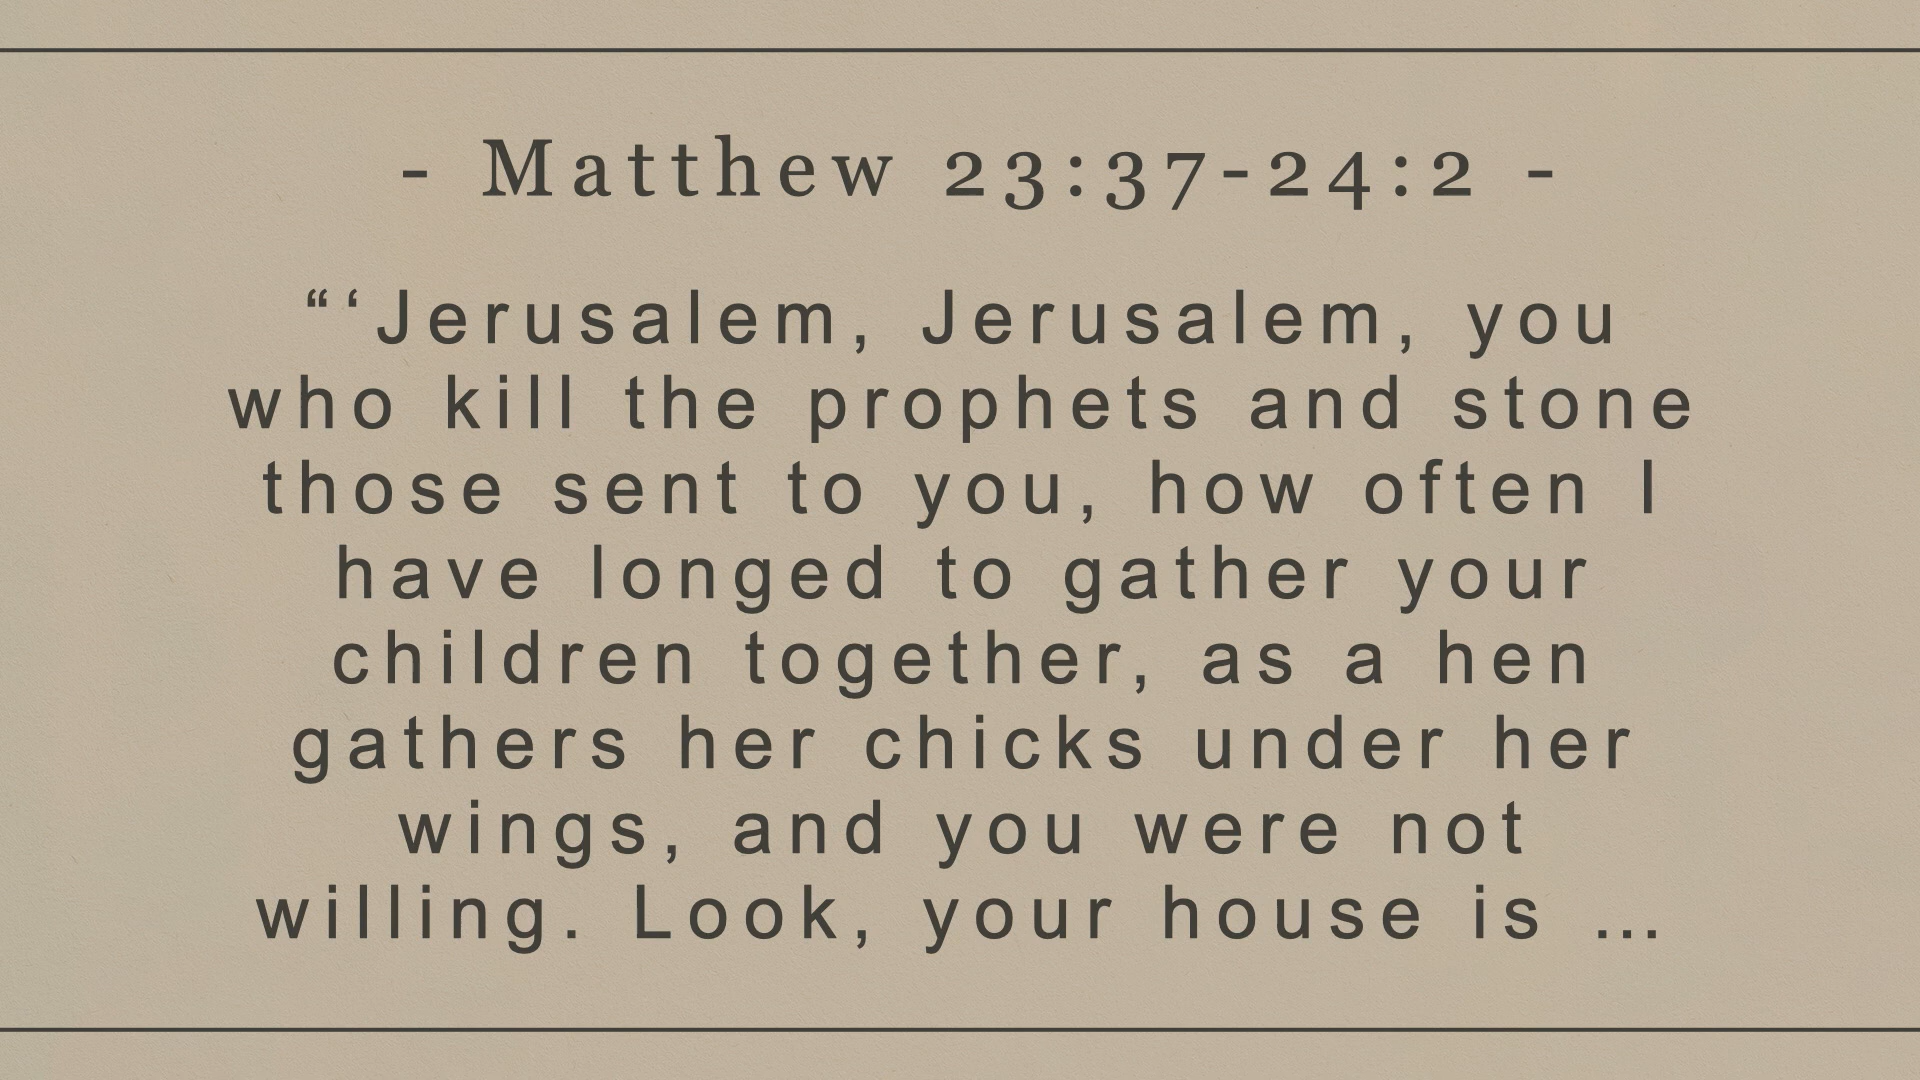 - Matthew 23:37-24:2 -
“‘Jerusalem, Jerusalem, you
who kill the prophets and stone
those sent to you, how often I
have longed to gather your
children together, as a hen
gathers her chicks under her
wings, and you were not
willing. Look, your house is ...